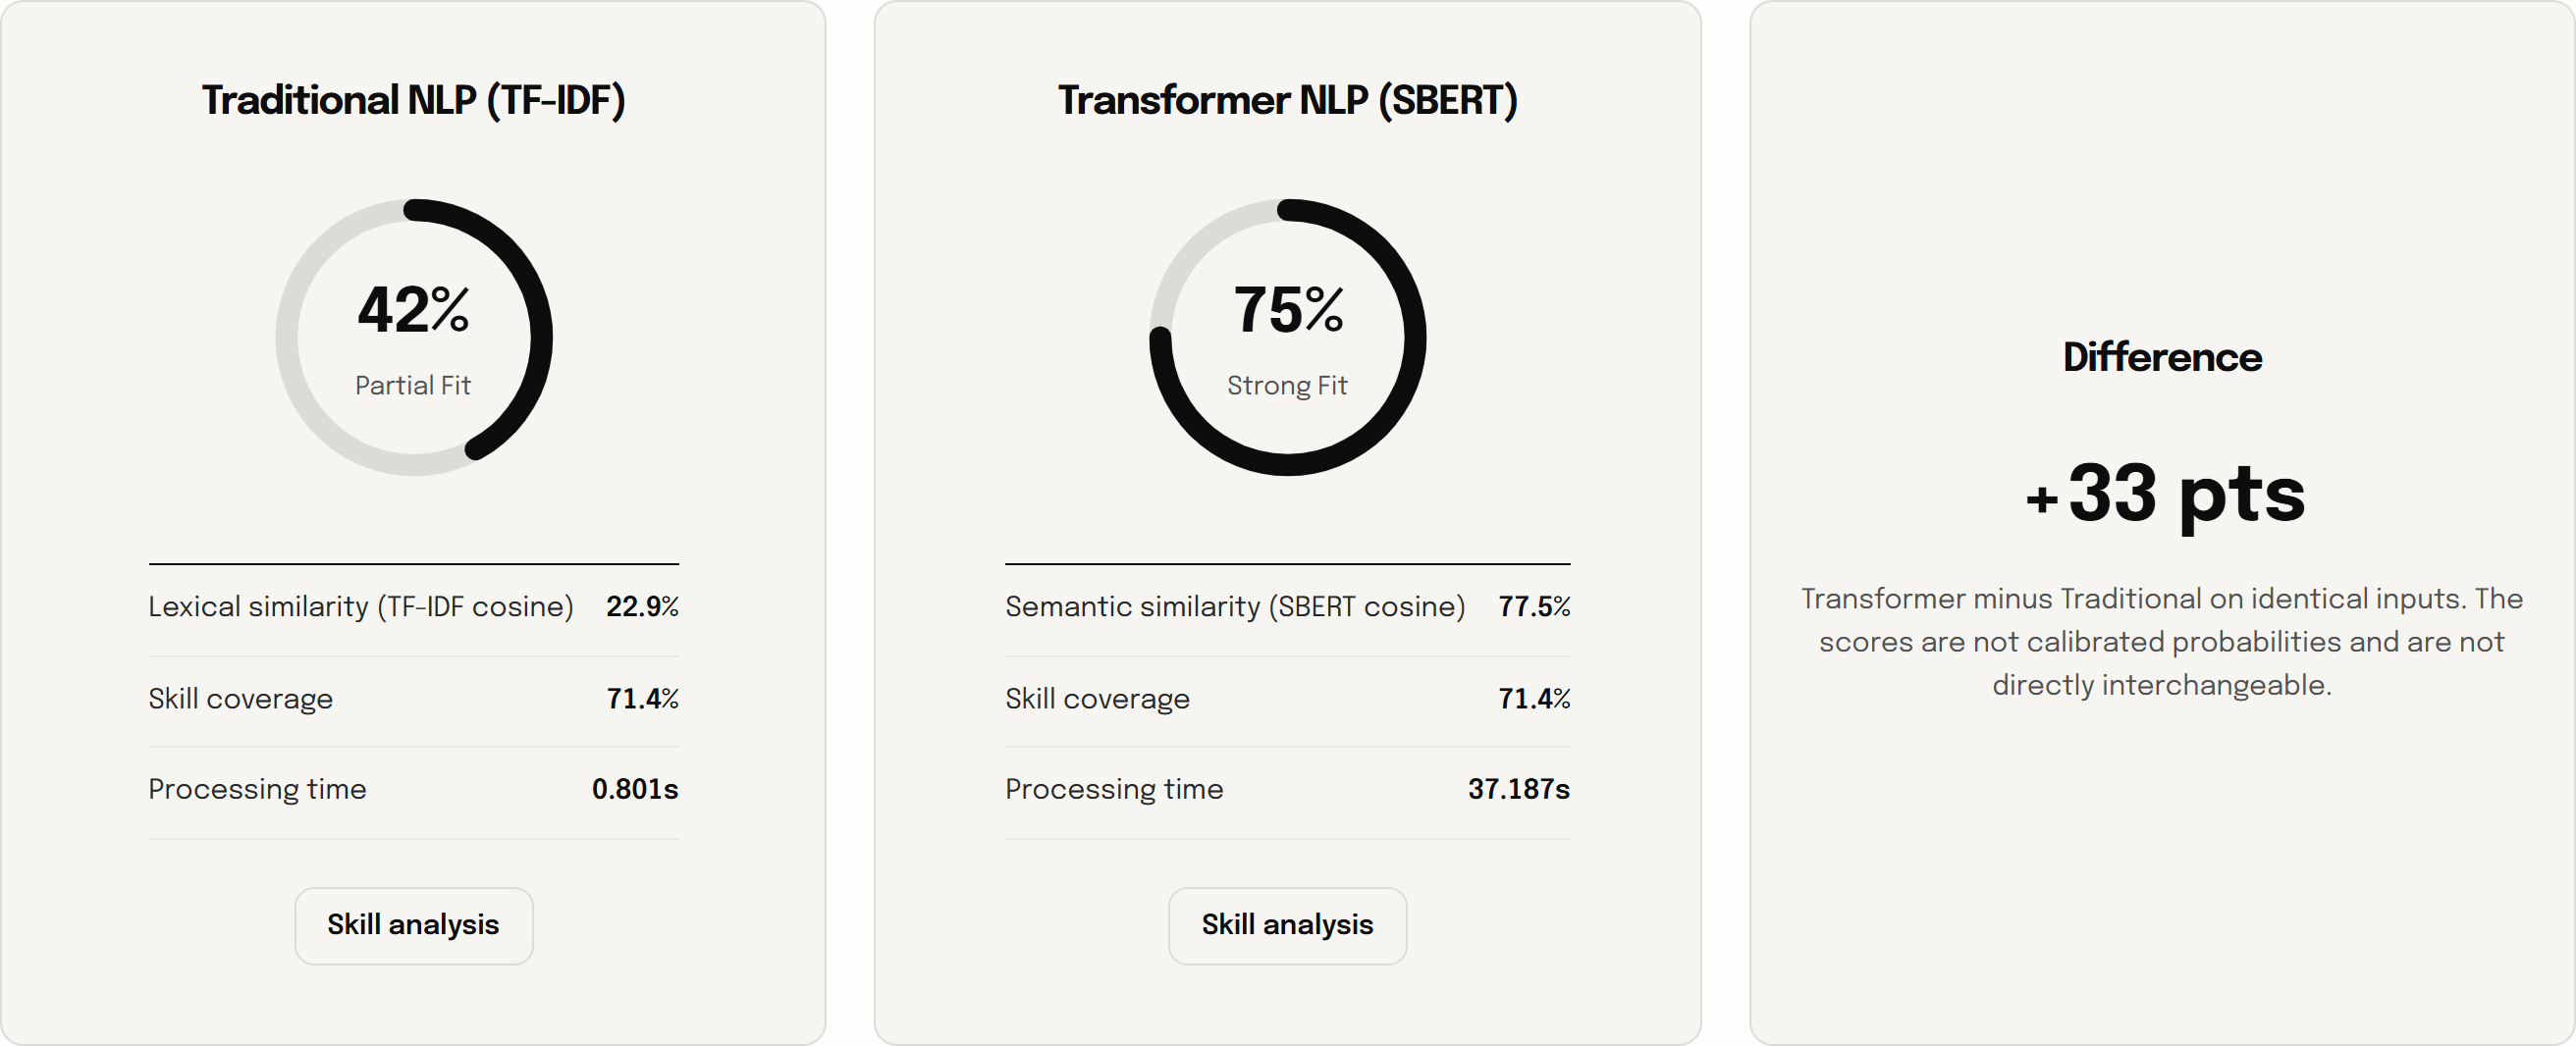 Traditional NLP (TF-IDF)
42%
Partial Fit
Lexical similarity (TF-IDF cosine) 22.9%
Skill coverage 71.4%
Processing time 0.801s
Skill analysis
Transformer NLP (SBERT)
75%
Strong Fit
Semantic similarity (SBERT cosine) 77.5%
Skill coverage 71.4%
Processing time 37.187s
Skill analysis
Difference
+33 pts
Transformer minus Traditional on identical inputs. The
scores are not calibrated probabilities and are not
directly interchangeable.